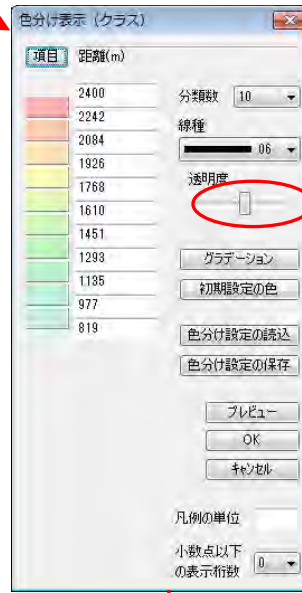 色分け表示 (クラス)
項目 距離(m)
2400
2242
2084
1926
1768
1610
1451
1293
1135
977
819
分類数 10
線種
06
透明度
グラデーション
初期設定の色
色分け設定の読込
色分け設定の保存
プレビュー
OK
キャンセル
凡例の単位
小数点以下
の表示桁数 0